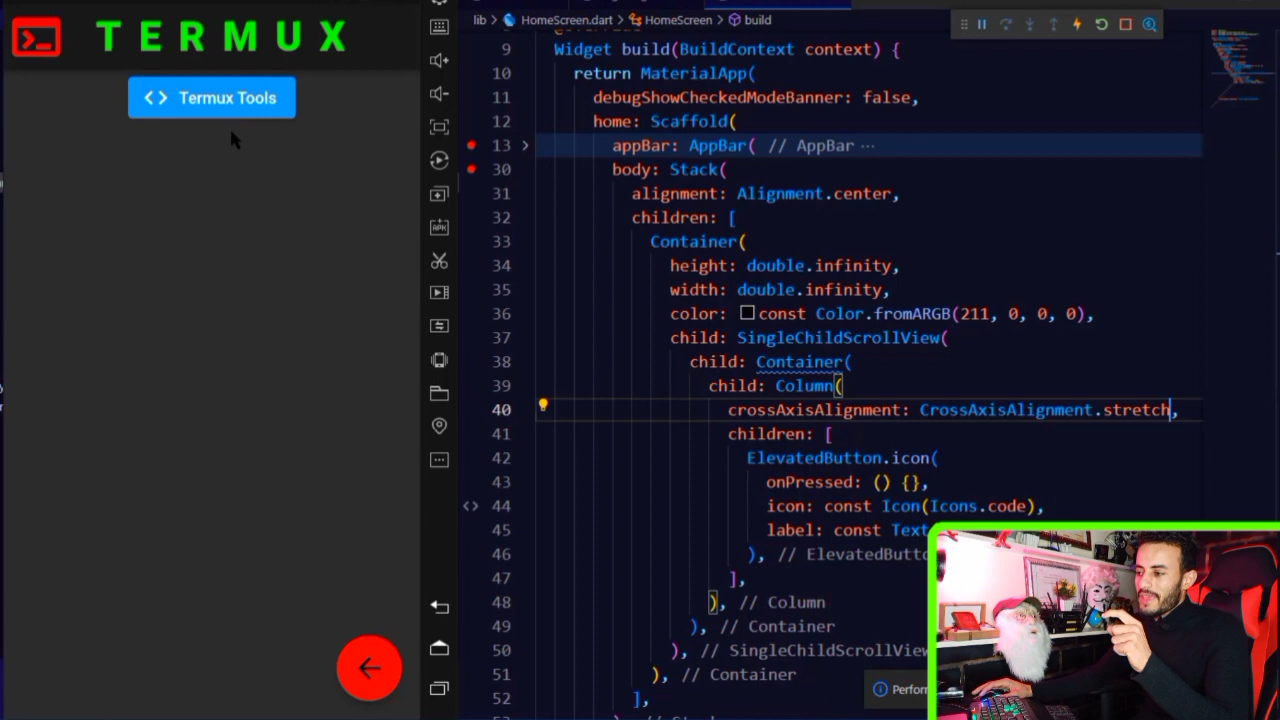 TERMUX
Termux Tools
lib > HomeScreen.dart > HomeScreen > build
9 Widget build(BuildContext context) {
10 return MaterialApp(
11 debugShowCheckedModeBanner: false,
12 home: Scaffold(
13 appBar: AppBar( // AppBar ...
30 body: Stack(
31 alignment: Alignment.center,
32 children: [
33 Container(
34 height: double.infinity,
35 width: double.infinity,
36 color: const Color.fromARGB(211, 0, 0, 0),
37 child: SingleChildScrollView(
38 child: Container(
39 child: Column(
40 crossAxisAlignment: CrossAxisAlignment.stretch,
41 children: [
42 ElevatedButton.icon(
43 onPressed: () {},
44 icon: const Icon(Icons.code),
45 label: const Text
46 ), // ElevatedButto
47 ],
48 ), // Column
49 ), // Container
50 ), // SingleChildScrollView
51 ), // Container
52 ],
APK
Perform